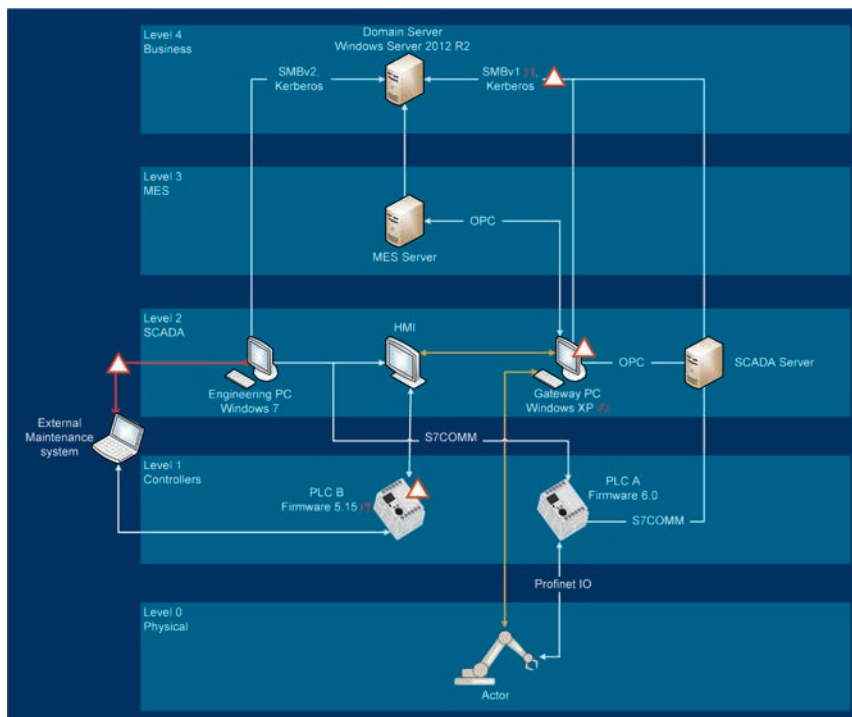 Level 4
Business
Domain Server
Windows Server 2012 R2
SMBv2,
Kerberos
SMBv1 (!),
Kerberos
Level 3
MES
OPC
MES Server
Level 2
SCADA
HMI
OPC
SCADA Server
Engineering PC
Windows 7
Gateway PC
Windows XP (!)
External
Maintenance
system
S7COMM
Level 1
Controllers
PLC B
Firmware 5.15 (!)
PLC A
Firmware 6.0
S7COMM
Profinet IO
Level 0
Physical
Actor